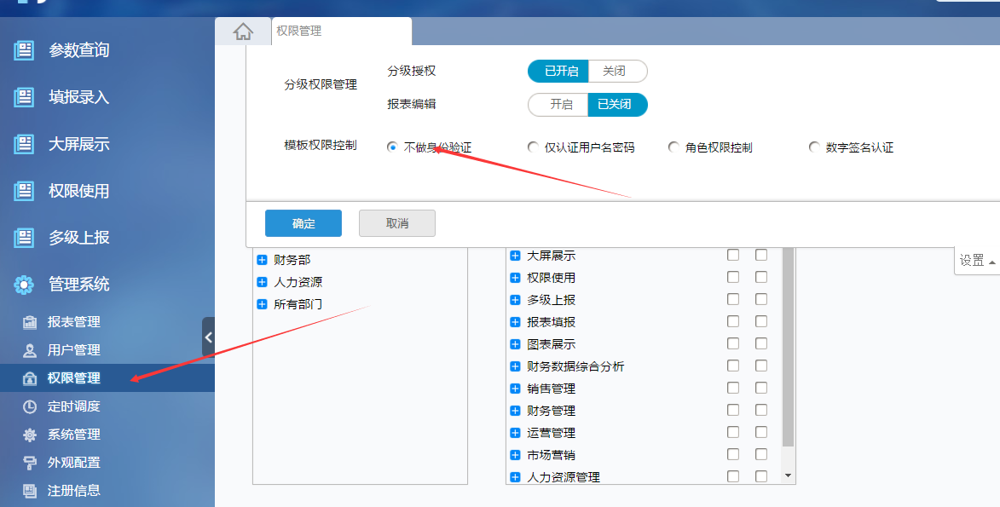 参数查询
填报录入
大屏展示
权限使用
多级上报
管理系统
报表管理
用户管理
权限管理
定时调度
系统管理
外观配置
注册信息
权限管理
分级权限管理
分级授权
已开启 关闭
报表编辑
开启 已关闭
模板权限控制
不做身份验证 仅认证用户名密码 角色权限控制 数字签名认证
确定 取消
设置
财务部
人力资源
所有部门
大屏展示
权限使用
多级上报
报表填报
图表展示
财务数据综合分析
销售管理
财务管理
运营管理
市场营销
人力资源管理